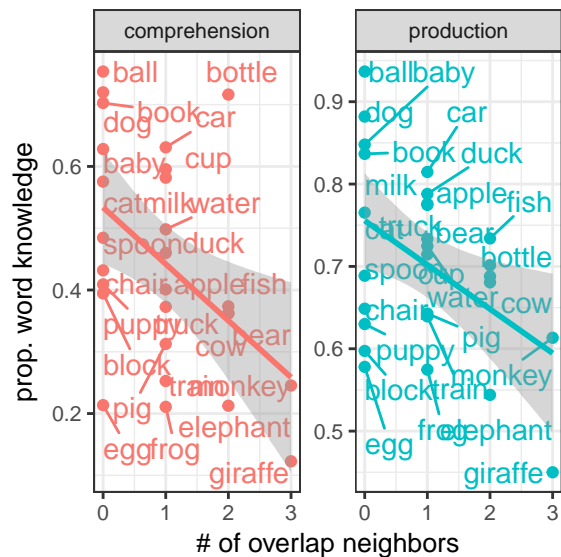 comprehension production
ball bottle
book car
dog
cup
baby
cat milk water
spoon duck
chair apple fish
puppy truck bear
cow
block
train monkey
pig
egg frog elephant
giraffe
0.6
0.4
0.2
0 1 2 3
ball baby
dog car
book duck
milk apple fish
truck bear
cat
spoon cup bottle
water cow
chair pig
puppy monkey
block train
egg frog elephant
giraffe
0.9
0.8
0.7
0.6
0.5
0 1 2 3
prop. word knowledge
# of overlap neighbors